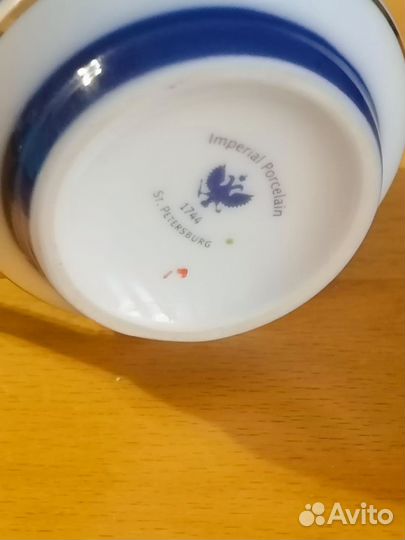 Imperial Porcelain
1744
ST. PETERSBURG
Avito